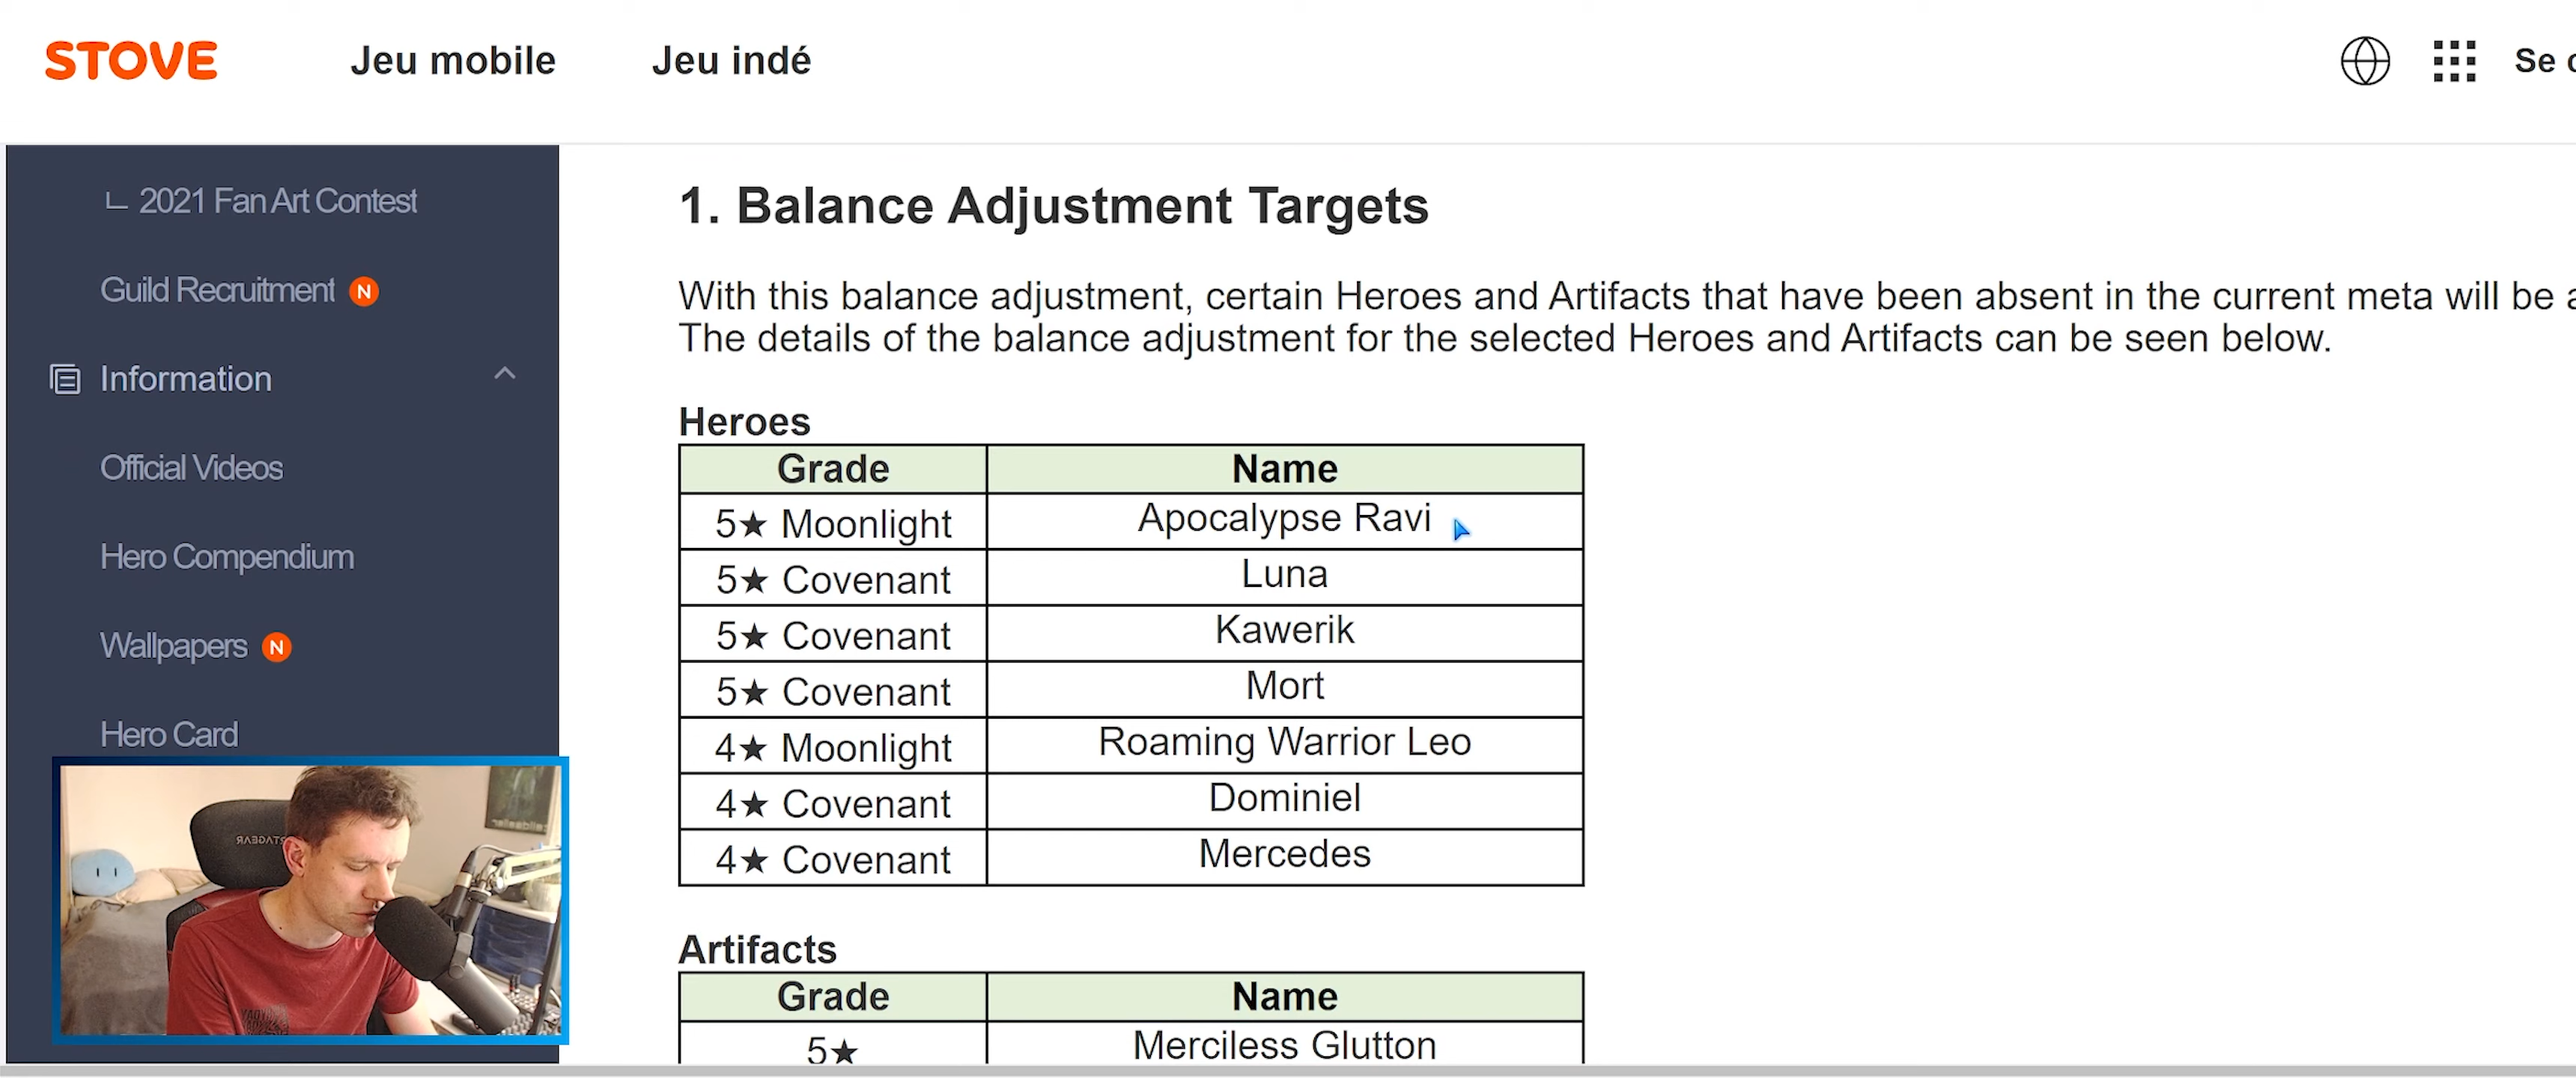 STOVE
Jeu mobile
Jeu indé
2021 Fan Art Contest
Guild Recruitment N
Information
Official Videos
Hero Compendium
Wallpapers N
Hero Card
1. Balance Adjustment Targets
With this balance adjustment, certain Heroes and Artifacts that have been absent in the current meta will be
The details of the balance adjustment for the selected Heroes and Artifacts can be seen below.
Heroes
Grade Name
5★ Moonlight Apocalypse Ravi
5★ Covenant Luna
5★ Covenant Kawerik
5★ Covenant Mort
4★ Moonlight Roaming Warrior Leo
4★ Covenant Dominiel
4★ Covenant Mercedes
Artifacts
Grade Name
5★ Merciless Glutton